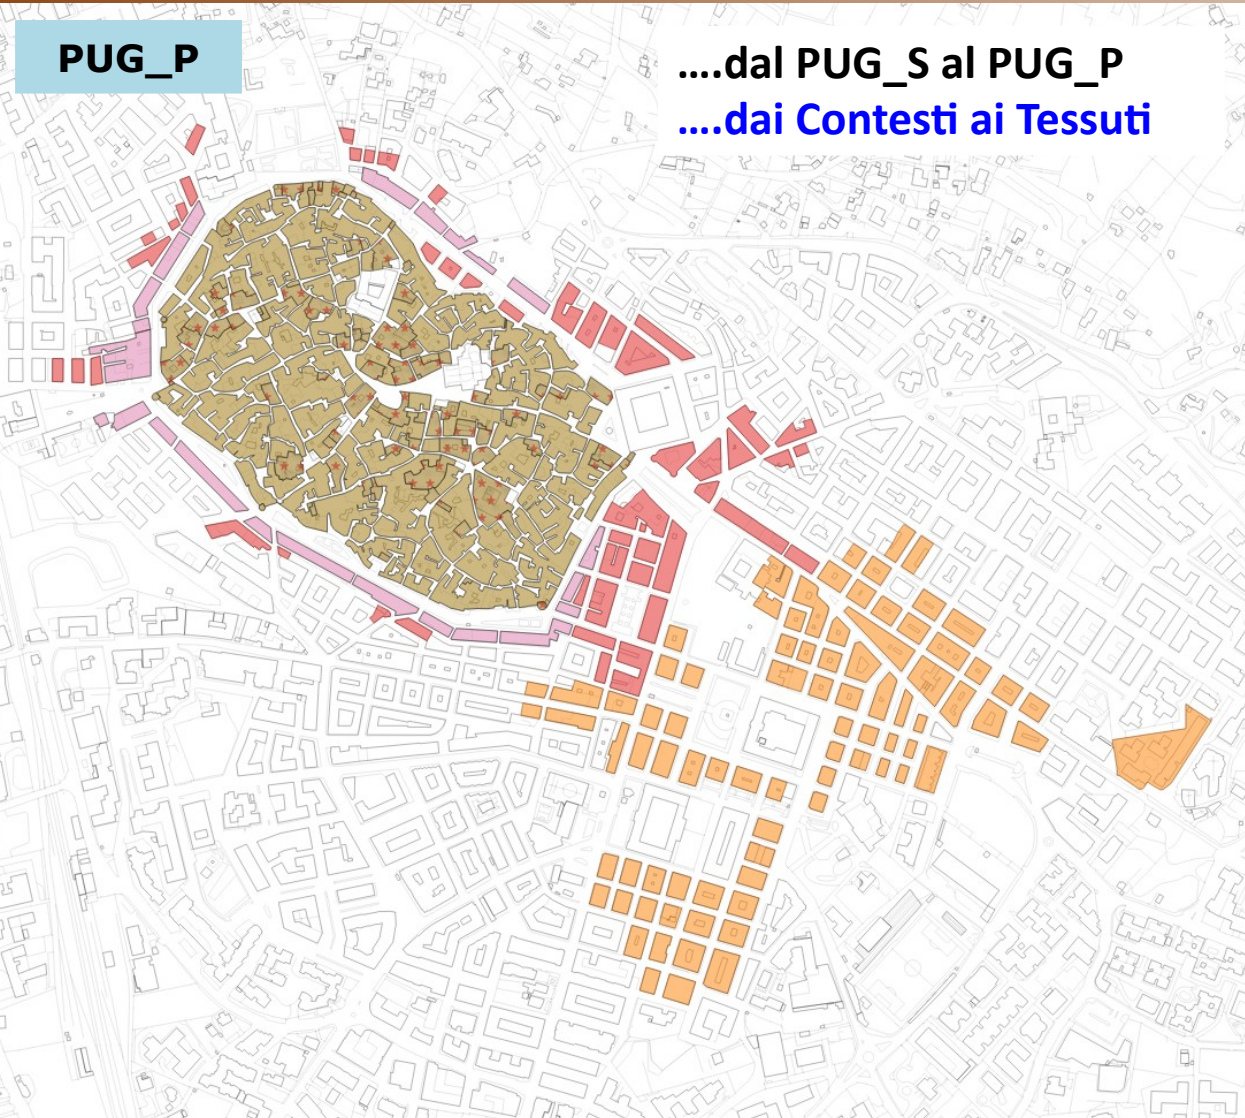 PUG_P
....dal PUG_S al PUG_P
....dai Contesti ai Tessuti